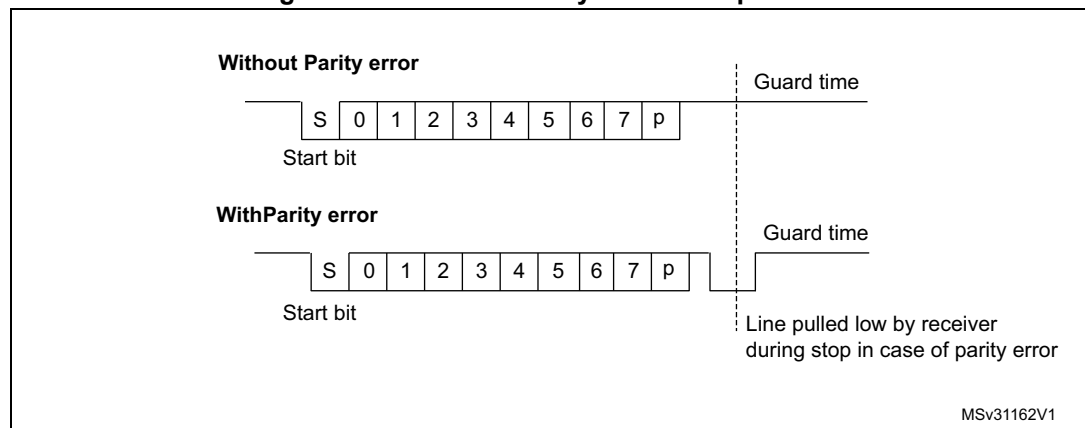 Without Parity error
Guard time
S 0 1 2 3 4 5 6 7 p
Start bit
WithParity error
Guard time
S 0 1 2 3 4 5 6 7 p
Start bit
Line pulled low by receiver
during stop in case of parity error
MSv31162V1